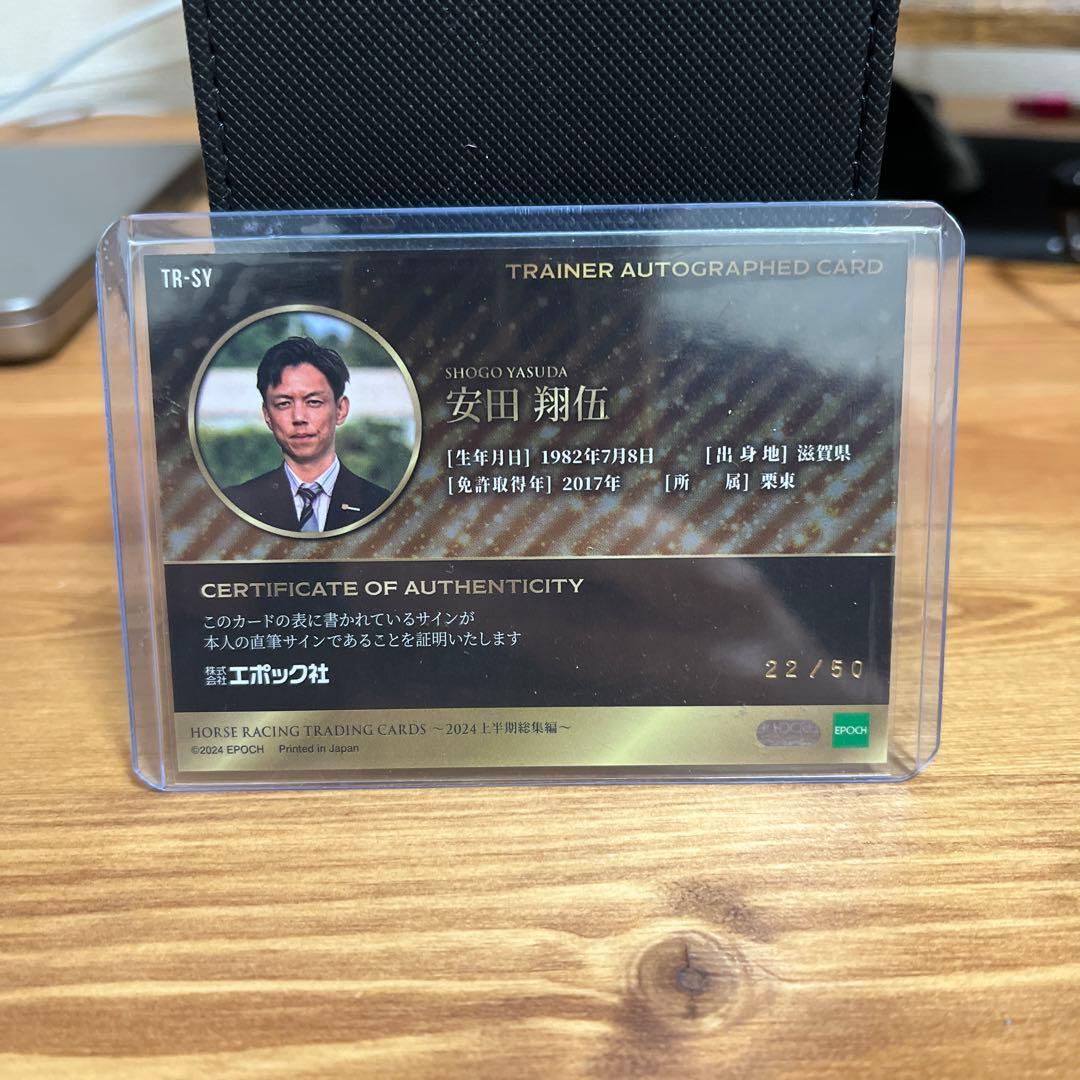 TR-SY
TRAINER AUTOGRAPHED CARD
SHOGO YASUDA
安田 翔伍
[生年月日] 1982年7月8日 [出身地] 滋賀県
[免許取得年] 2017年 [所 属] 栗東
CERTIFICATE OF AUTHENTICITY
このカードの表に書かれているサインが
本人の直筆サインであることを証明いたします
株式会社エポック社
22/50
HORSE RACING TRADING CARDS ～2024上半期総集編～
©2024 EPOCH Printed in Japan
EPOCH